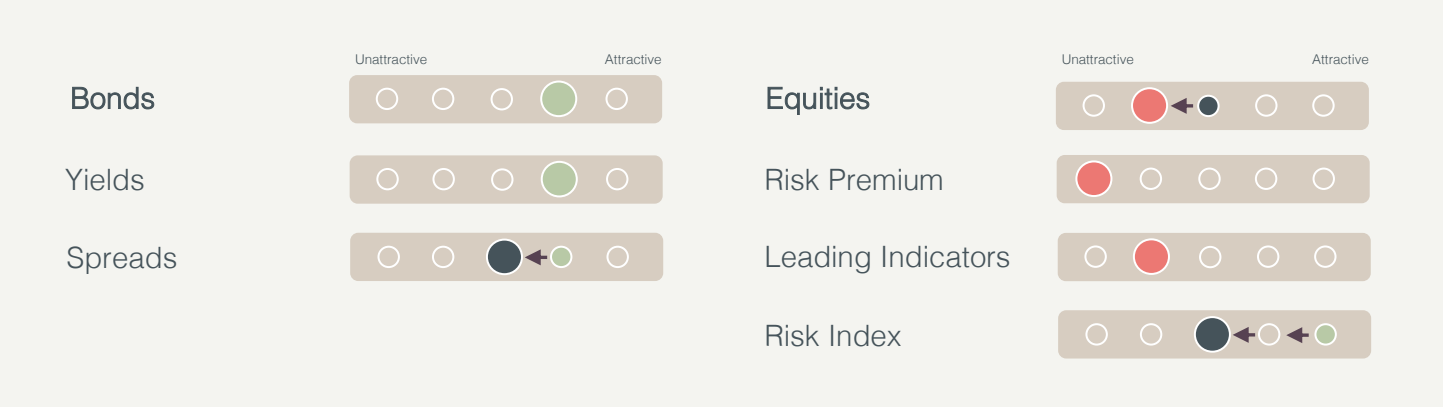 Unattractive Attractive
Bonds
Yields
Spreads
Unattractive Attractive
Equities
Risk Premium
Leading Indicators
Risk Index